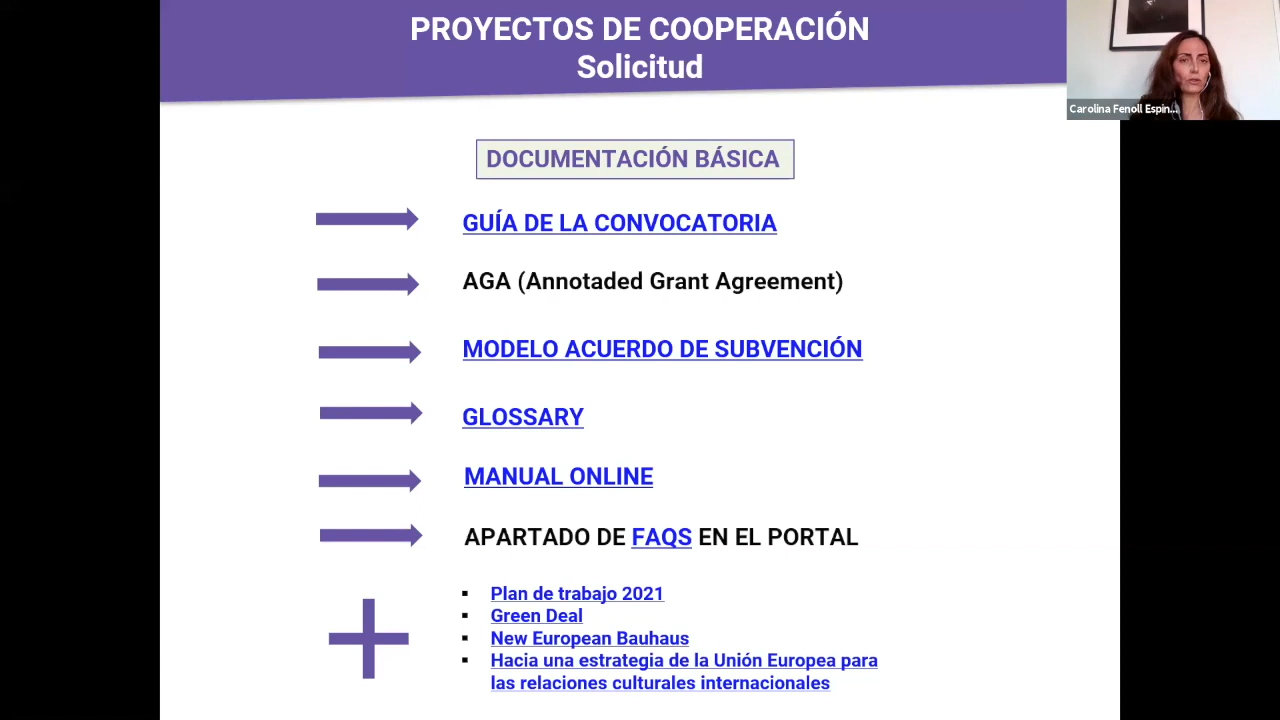 PROYECTOS DE COOPERACIÓN
Solicitud
Carolina Fenoll Espin...
DOCUMENTACIÓN BÁSICA
GUÍA DE LA CONVOCATORIA
AGA (Annotaded Grant Agreement)
MODELO ACUERDO DE SUBVENCIÓN
GLOSSARY
MANUAL ONLINE
APARTADO DE FAQS EN EL PORTAL
Plan de trabajo 2021
Green Deal
New European Bauhaus
Hacia una estrategia de la Unión Europea para
las relaciones culturales internacionales